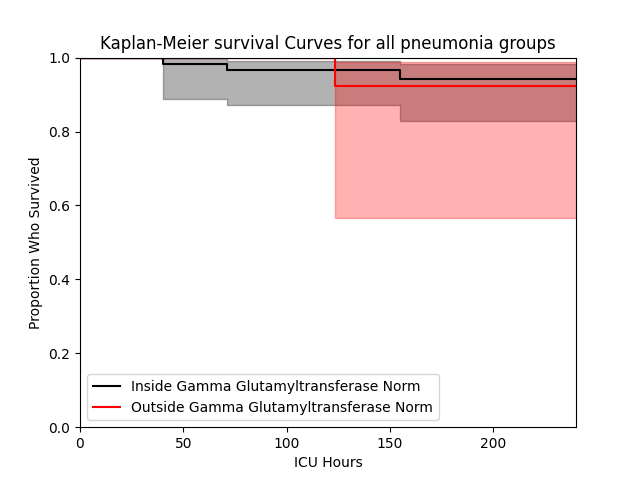 Kaplan-Meier survival Curves for all pneumonia groups
1.0
0.8
0.6
0.4
0.2
0.0
Proportion Who Survived
Inside Gamma Glutamyltransferase Norm
Outside Gamma Glutamyltransferase Norm
0 50 100 150 200
ICU Hours